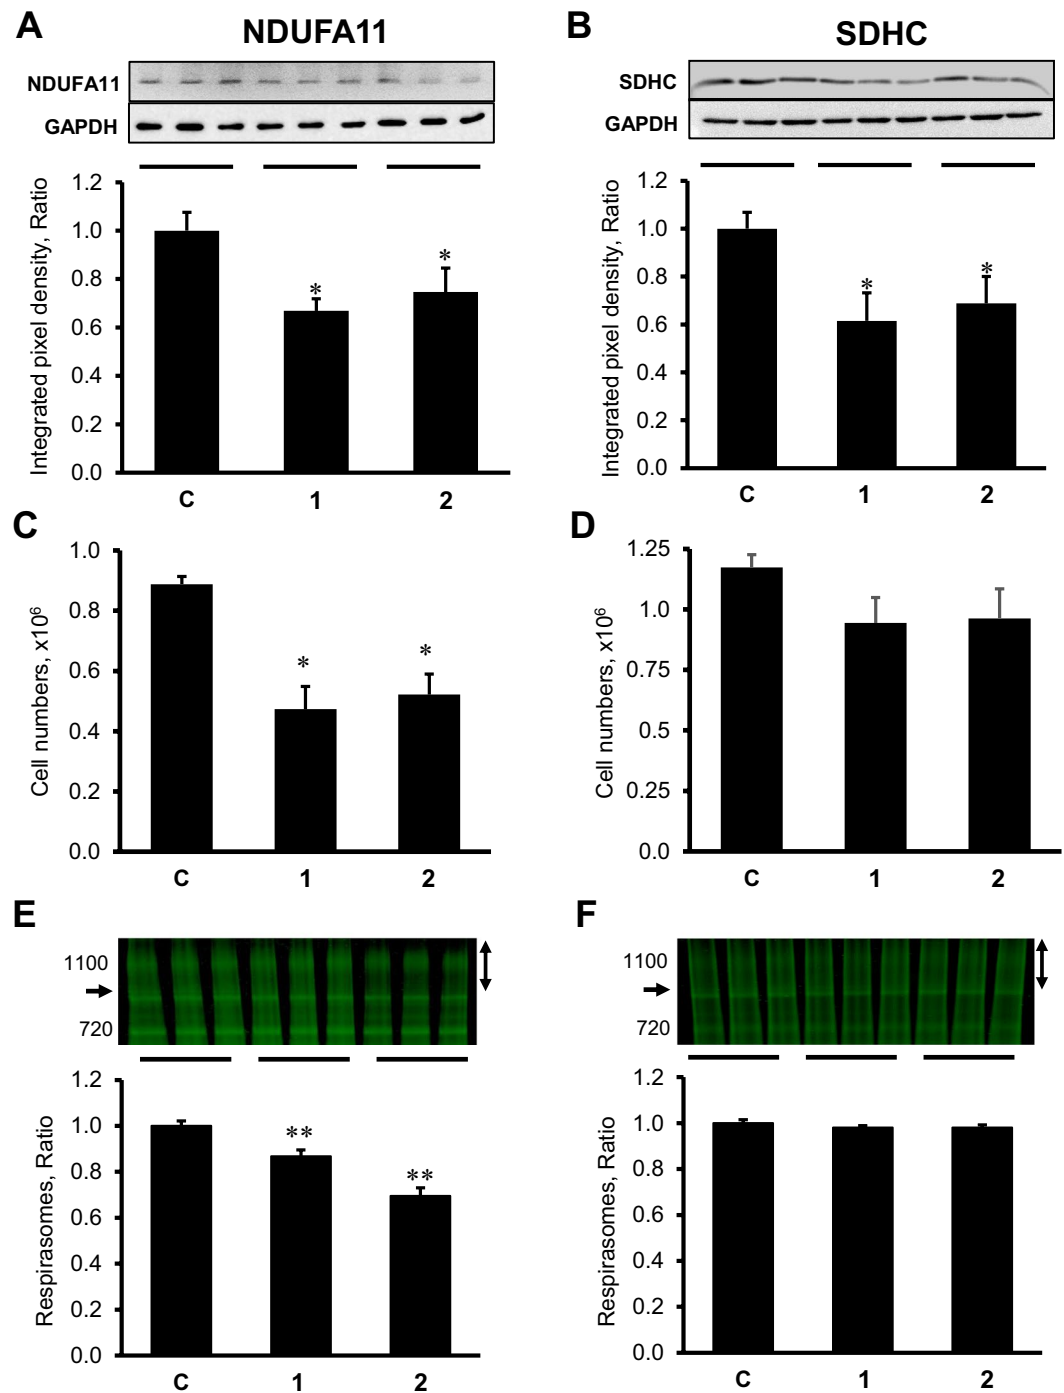 A
NDUFA11
NDUFA11
GAPDH
Integrated pixel density, Ratio
1.2
1.0
0.8
0.6
0.4
0.2
0.0
*
*
C 1 2
B
SDHC
SDHC
GAPDH
Integrated pixel density, Ratio
1.2
1.0
0.8
0.6
0.4
0.2
0.0
*
*
C 1 2
C
Cell numbers, x10⁶
1.0
0.8
0.6
0.4
0.2
0.0
*
*
C 1 2
D
Cell numbers, x10⁶
1.25
1.0
0.75
0.5
0.25
0.0
C 1 2
E
1100
720
Respirasomes, Ratio
1.2
1.0
0.8
0.6
0.4
0.2
0.0
**
**
C 1 2
F
1100
720
Respirasomes, Ratio
1.2
1.0
0.8
0.6
0.4
0.2
0.0
C 1 2